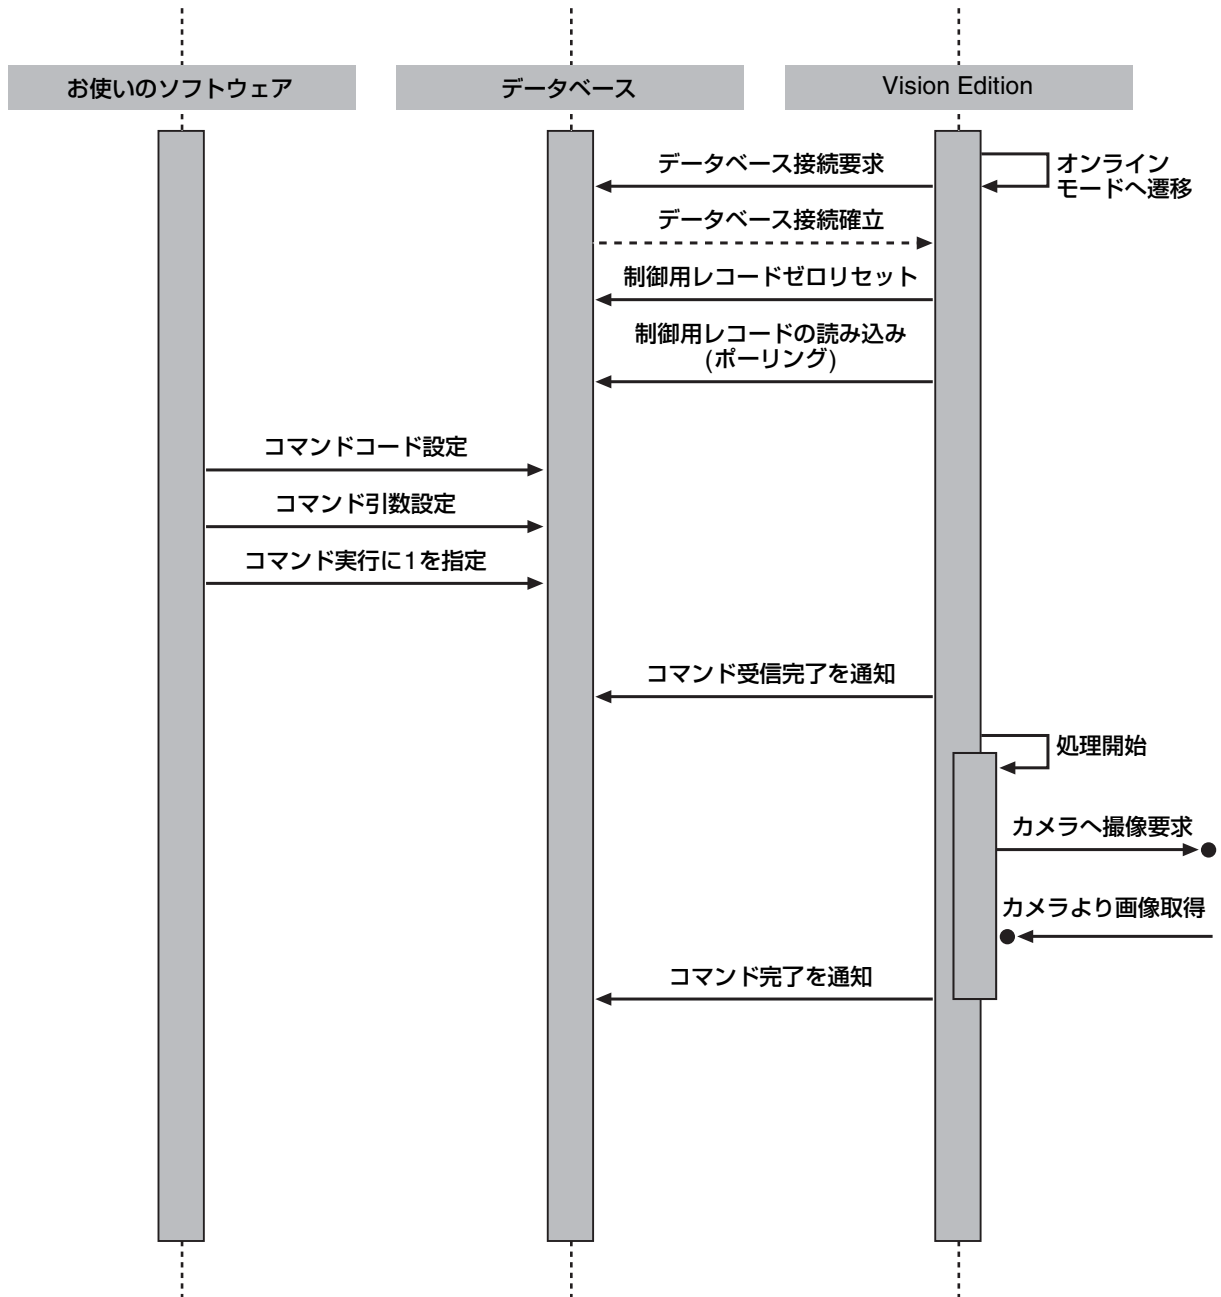 お使いのソフトウェア
データベース
Vision Edition
データベース接続要求
オンライン
モードへ遷移
データベース接続確立
制御用レコードゼロリセット
制御用レコードの読み込み
(ポーリング)
コマンドコード設定
コマンド引数設定
コマンド実行に1を指定
コマンド受信完了を通知
処理開始
カメラへ撮像要求
カメラより画像取得
コマンド完了を通知